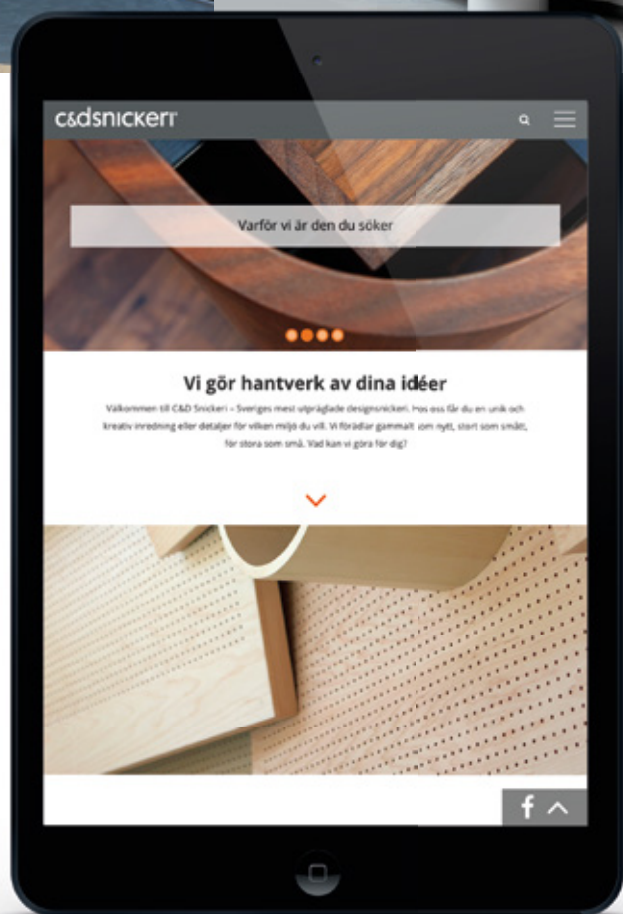 c&dsnickeri
Varför vi är den du söker
Vi gör hantverk av dina idéer
Välkommen till C&D Snickeri – Sveriges mest utpräglade designsnickeri. Hos oss får du en unik och
kreativ inredning eller detaljer för vilken miljö du vill. Vi förädlar gammalt som nytt, stort som smått,
för stora som små. Vad kan vi göra för dig?
f